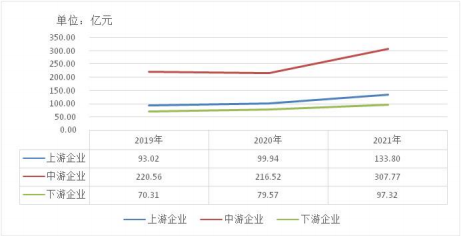 单位：亿元
350.00
300.00
250.00
200.00
150.00
100.00
50.00
0.00
2019年 2020年 2021年
上游企业 93.02 99.94 133.80
中游企业 220.56 216.52 307.77
下游企业 70.31 79.57 97.32
上游企业 中游企业 下游企业